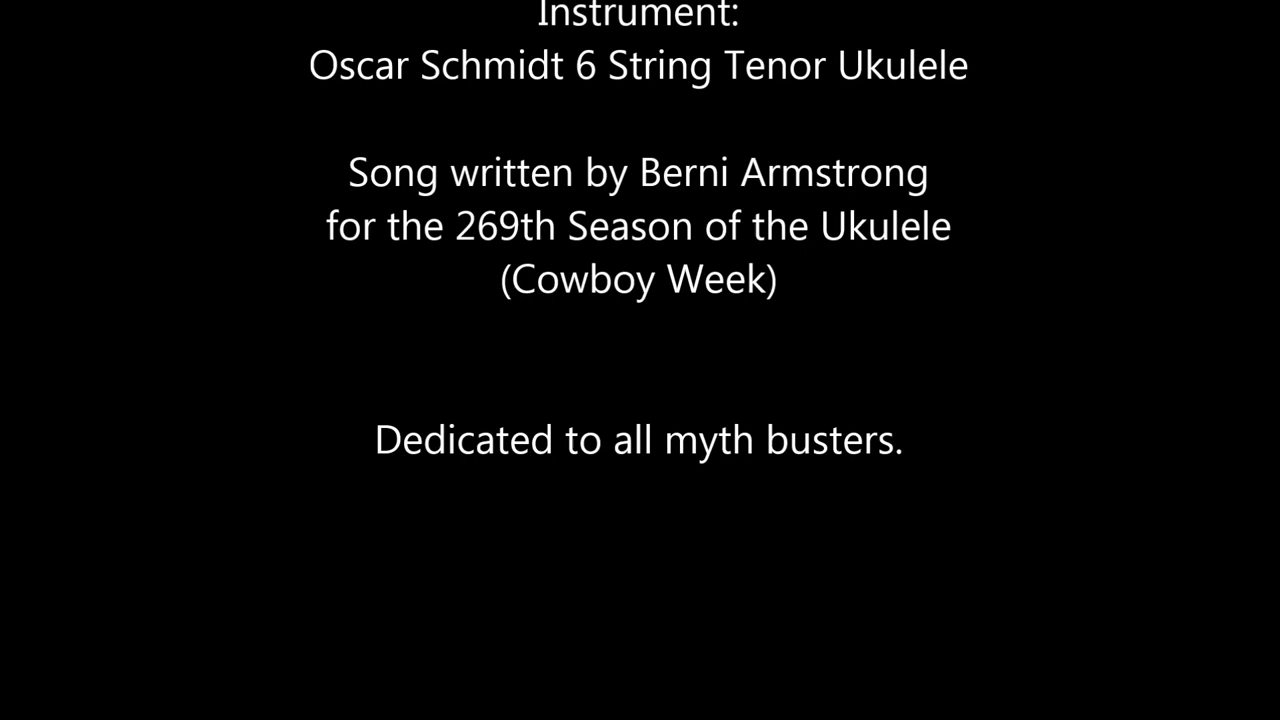 Instrument:
Oscar Schmidt 6 String Tenor Ukulele
Song written by Berni Armstrong
for the 269th Season of the Ukulele
(Cowboy Week)
Dedicated to all myth busters.